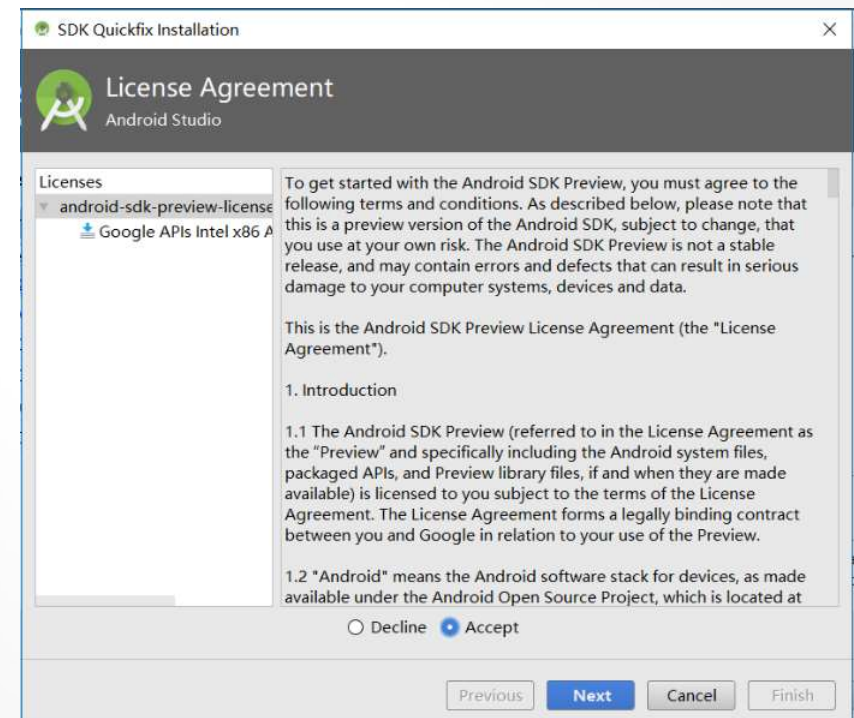 SDK Quickfix Installation
License Agreement
Android Studio
Licenses
android-sdk-preview-license
Google APIs Intel x86 A
To get started with the Android SDK Preview, you must agree to the
following terms and conditions. As described below, please note that
this is a preview version of the Android SDK, subject to change, that
you use at your own risk. The Android SDK Preview is not a stable
release, and may contain errors and defects that can result in serious
damage to your computer systems, devices and data.
This is the Android SDK Preview License Agreement (the "License
Agreement").
1. Introduction
1.1 The Android SDK Preview (referred to in the License Agreement as
the “Preview” and specifically including the Android system files,
packaged APIs, and Preview library files, if and when they are made
available) is licensed to you subject to the terms of the License
Agreement. The License Agreement forms a legally binding contract
between you and Google in relation to your use of the Preview.
1.2 "Android" means the Android software stack for devices, as made
available under the Android Open Source Project, which is located at
Decline Accept
Previous Next Cancel Finish